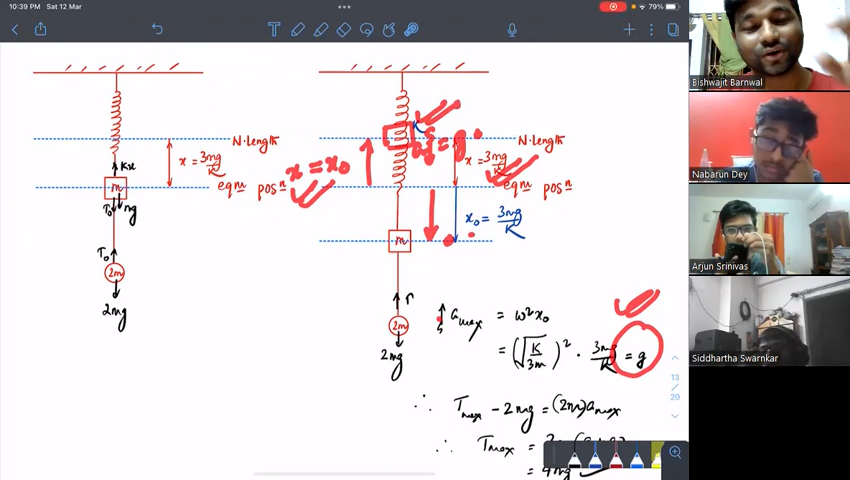 10:39 PM Sat 12 Mar
79%
N.length
x = 3mg/K
Kx
m
eqm posn
T0
mg
T0
2m
2mg
K
N.length
= g
x = 3mg/K
x = x0
eqm posn
x0 = 3mg/K
m
T
2m
2mg
amax = ω²x0
= (√K/3m)² · 3mg/K = g
∴ Tmax - 2mg = (2m)amax
∴ Tmax =
= 4mg
13
20
Bishwajit Barnwal
Nabarun Dey
Arjun Srinivas
Siddhartha Swarnkar